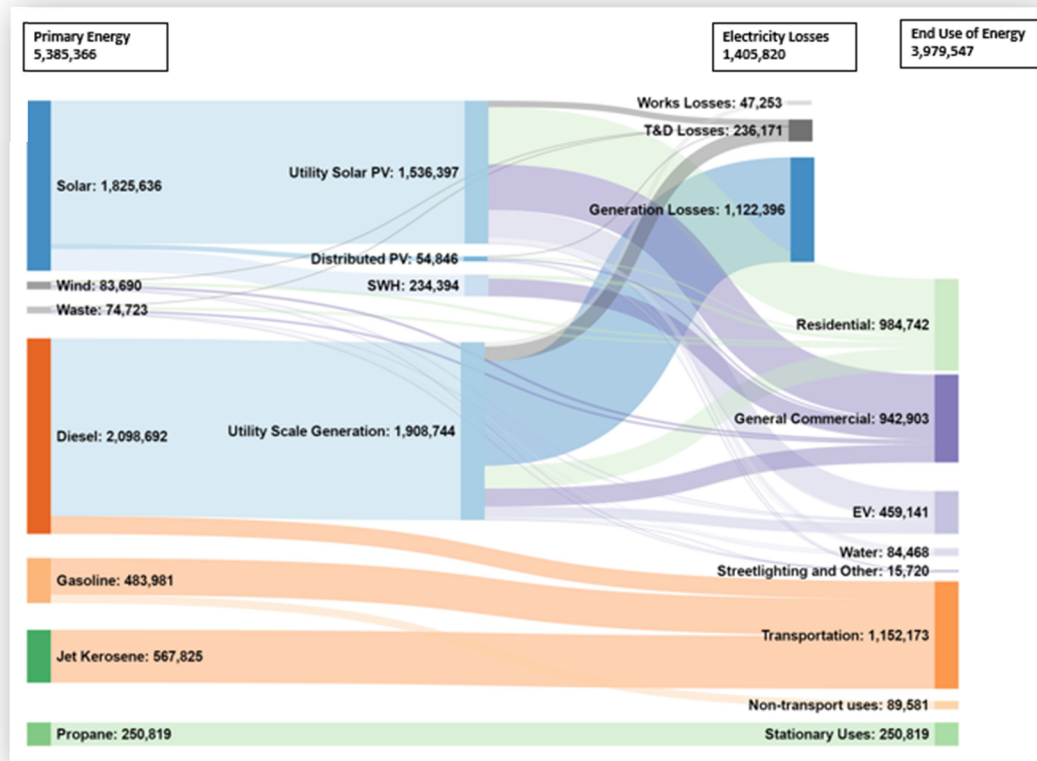 Primary Energy
5,385,366
Electricity Losses
1,405,820
End Use of Energy
3,979,547
Works Losses: 47,253
T&D Losses: 236,171
Utility Solar PV: 1,536,397
Solar: 1,825,636
Generation Losses: 1,122,396
Distributed PV: 54,846
Wind: 83,690
SWH: 234,394
Waste: 74,723
Residential: 984,742
General Commercial: 942,903
Diesel: 2,098,692
Utility Scale Generation: 1,908,744
EV: 459,141
Water: 84,468
Streetlighting and Other: 15,720
Gasoline: 483,981
Transportation: 1,152,173
Jet Kerosene: 567,825
Non-transport uses: 89,581
Propane: 250,819
Stationary Uses: 250,819